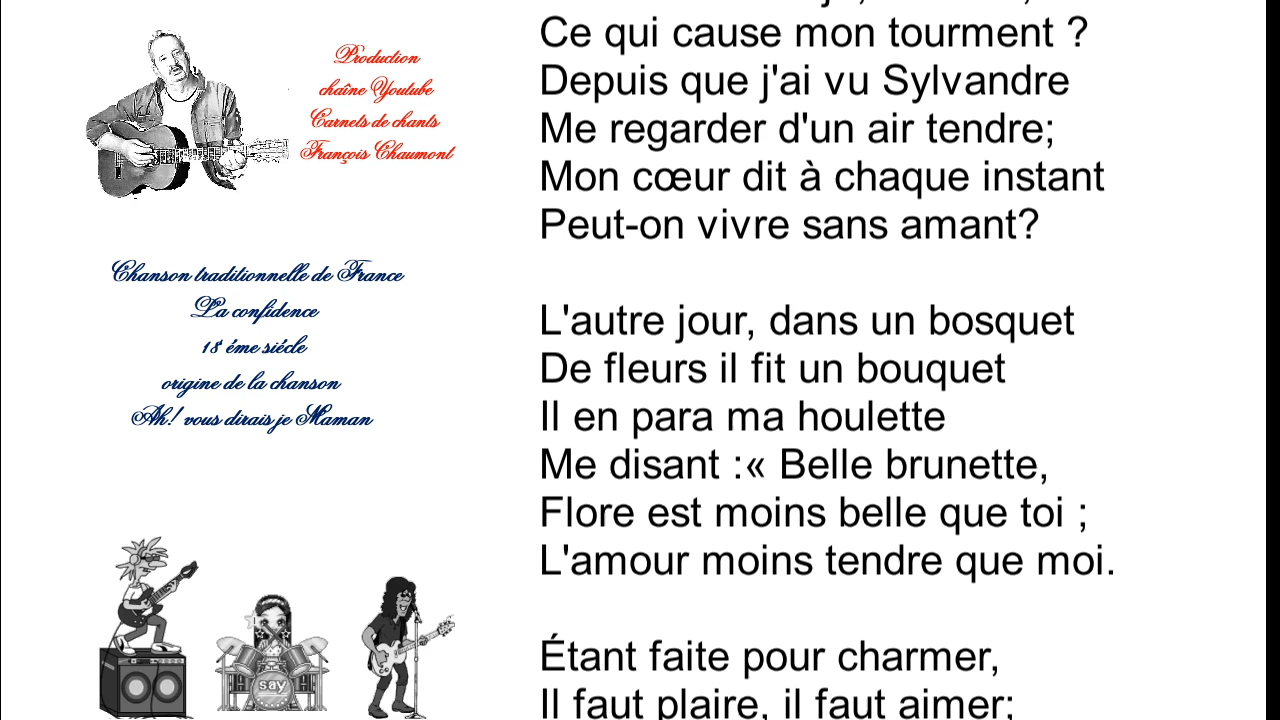 Production
chaîne Youtube
Carnets de chants
François Chaumont
Chanson traditionnelle de France
La confidence
18 éme siécle
origine de la chanson
Ah! vous dirais je Maman
Ce qui cause mon tourment ?
Depuis que j'ai vu Sylvandre
Me regarder d'un air tendre;
Mon cœur dit à chaque instant
Peut-on vivre sans amant?
L'autre jour, dans un bosquet
De fleurs il fit un bouquet
Il en para ma houlette
Me disant :« Belle brunette,
Flore est moins belle que toi ;
L'amour moins tendre que moi.
Étant faite pour charmer,
Il faut plaire, il faut aimer;
say